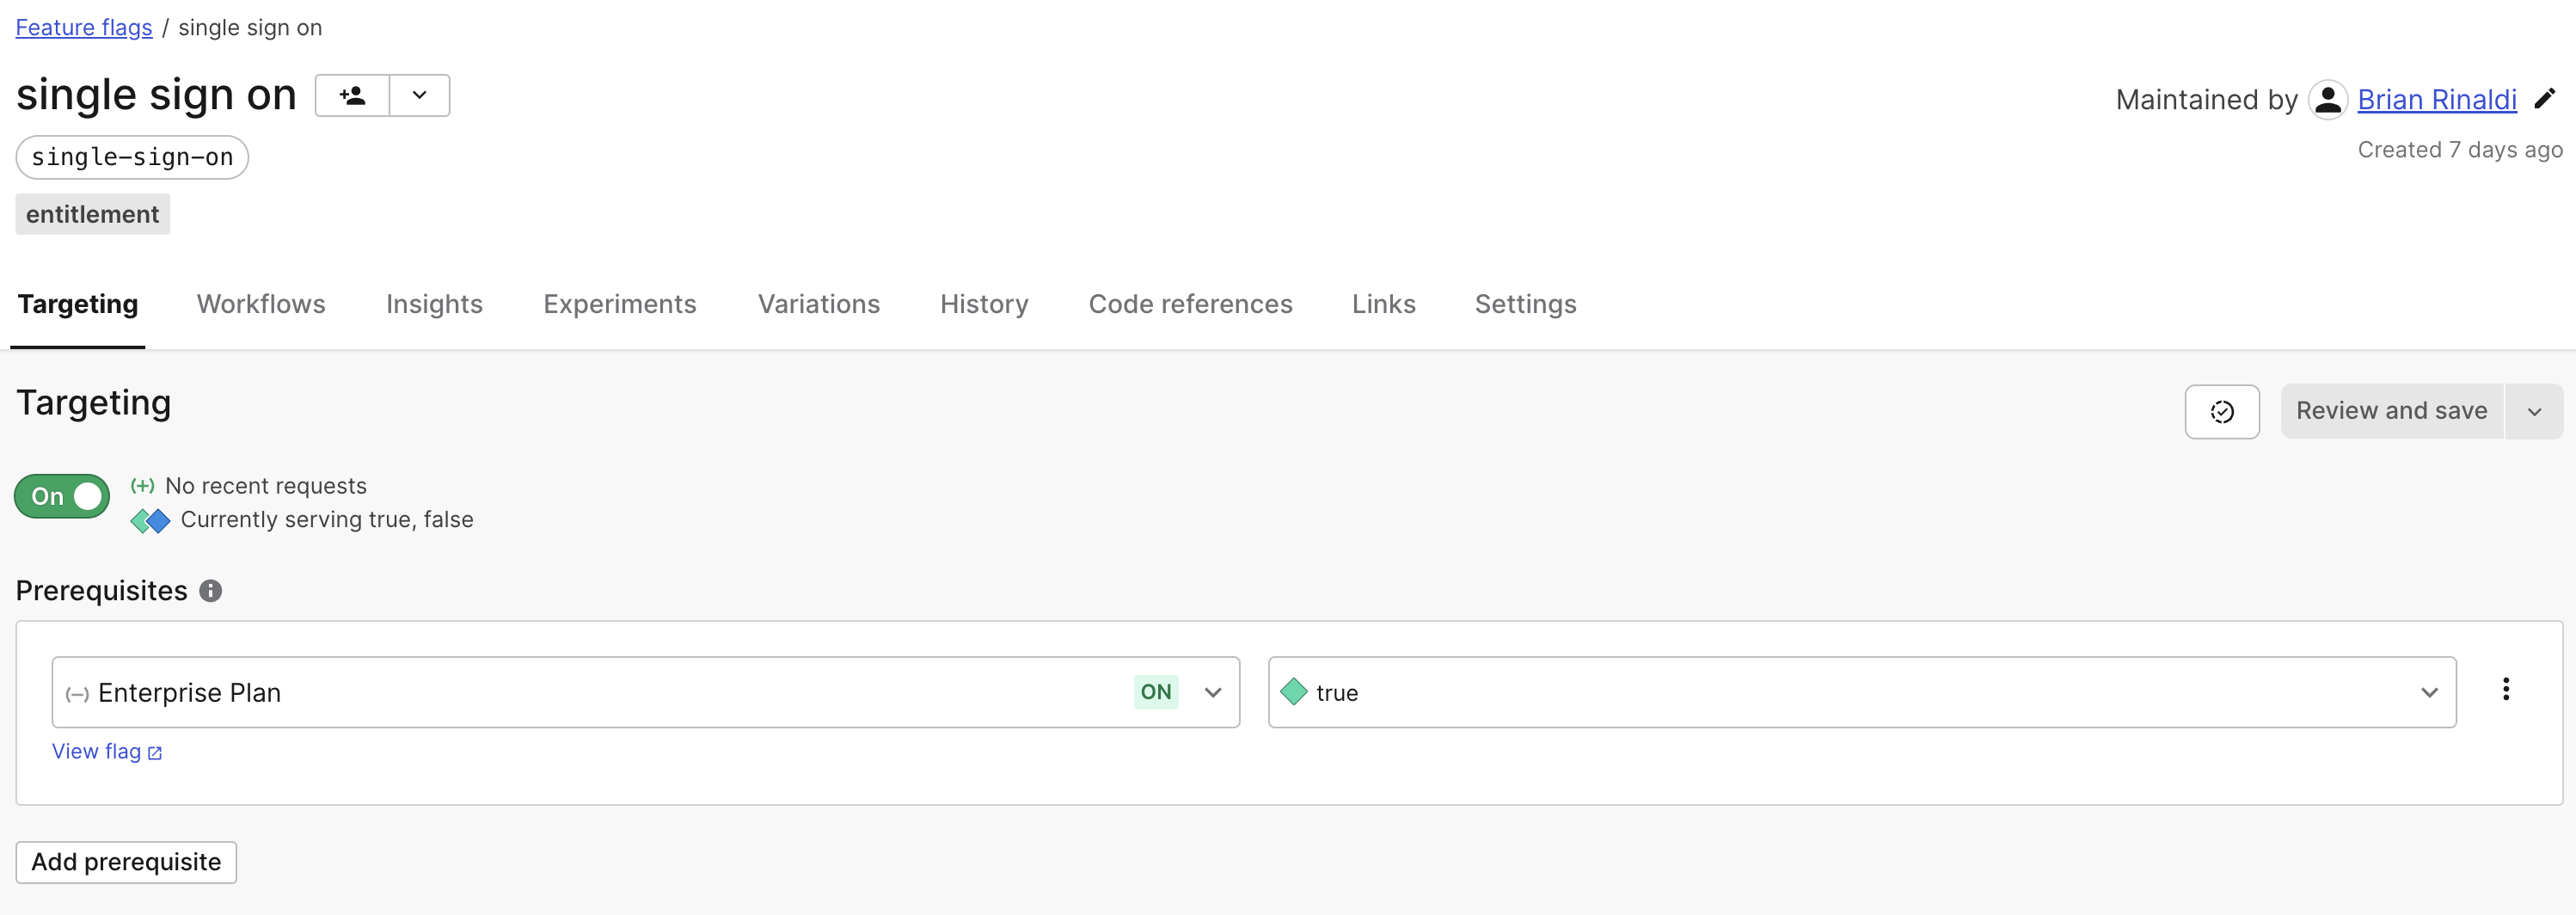 Feature flags / single sign on
single sign on
Maintained by Brian Rinaldi
single-sign-on
Created 7 days ago
entitlement
Targeting Workflows Insights Experiments Variations History Code references Links Settings
Targeting
Review and save
On
No recent requests
Currently serving true, false
Prerequisites
Enterprise Plan ON true
View flag
Add prerequisite